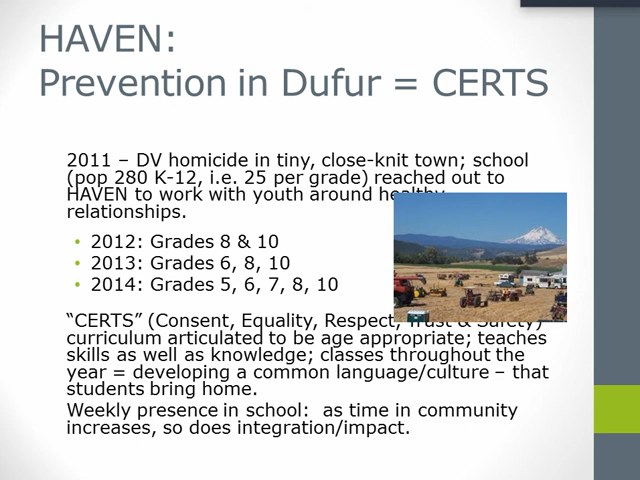 HAVEN:
Prevention in Dufur = CERTS
2011 – DV homicide in tiny, close-knit town; school
(pop 280 K-12, i.e. 25 per grade) reached out to
HAVEN to work with youth around healthy
relationships.
• 2012: Grades 8 & 10
• 2013: Grades 6, 8, 10
• 2014: Grades 5, 6, 7, 8, 10
“CERTS” (Consent, Equality, Respect, Trust & Safety)
curriculum articulated to be age appropriate; teaches
skills as well as knowledge; classes throughout the
year = developing a common language/culture – that
students bring home.
Weekly presence in school:  as time in community
increases, so does integration/impact.